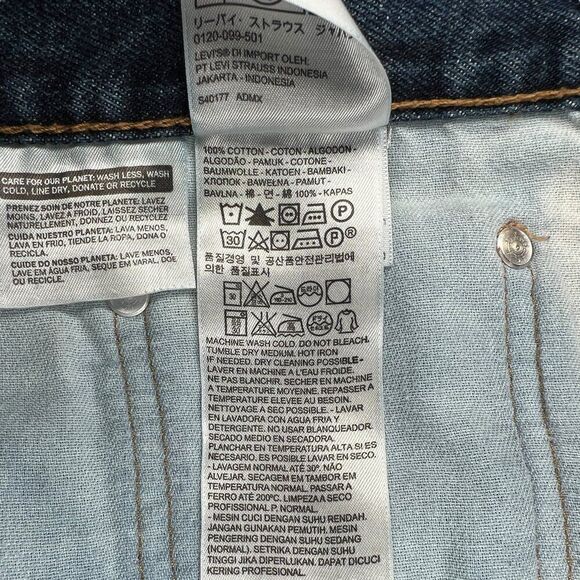 リーバイ・ストラウス ジャパン
0120-099-501
LEVI'S® DI IMPORT OLEH.
PT LEVI STRAUSS INDONESIA
JAKARTA - INDONESIA
S40177 ADMX
CARE FOR OUR PLANET: WASH LESS, WASH
COLD, LINE DRY, DONATE OR RECYCLE
PRENEZ SOIN DE NOTRE PLANETE: LAVEZ
MOINS, LAVEZ A FROID, LAISSEZ SECHER
NATURELLEMENT, DONNEZ OU RECYCLEZ
CUIDA NUESTRO PLANETA: LAVA MENOS,
LAVA EN FRIO, TIENDE LA ROPA, DONA O
RECICLA.
CUIDE DO NOSSO PLANETA: LAVE MENOS,
LAVE EM ÁGUA FRIA, SEQUE EM VARAL, DOE
OU RECICLE.
100% COTTON - COTON - ALGODÓN -
ALGODÃO - PAMUK - COTONE -
BAUMWOLLE - KATOEN - BAMBAKI -
ХЛОПОК - BAWEŁNA - PAMUT -
BAVLNA - 棉 - 면 - 綿 100% - KAPAS
P
30 P
품질경영 및 공산품안전관리법에
의한 품질표시
MACHINE WASH COLD. DO NOT BLEACH.
TUMBLE DRY MEDIUM. HOT IRON
IF NEEDED. DRY CLEANING POSSIBLE -
LAVER EN MACHINE A L'EAU FROIDE.
NE PAS BLANCHIR. SECHER EN MACHINE
A TEMPERATURE MOYENNE. REPASSER A
TEMPERATURE ELEVEE AU BESOIN.
NETTOYAGE A SEC POSSIBLE. - LAVAR
EN LAVADORA CON AGUA FRIA Y
DETERGENTE. NO USAR BLANQUEADOR.
SECADO MEDIO EN SECADORA.
PLANCHAR EN TEMPERATURA ALTA SI ES
NECESARIO. ES POSIBLE LAVAR EN SECO.
- LAVAGEM NORMAL ATÉ 30°. NÃO
ALVEJAR. SECAGEM EM TAMBOR EM
TEMPERATURA NORMAL. PASSAR A
FERRO ATÉ 200°C. LIMPEZA A SECO
PROFISSIONAL P. NORMAL.
- MESIN CUCI DENGAN SUHU RENDAH.
JANGAN GUNAKAN PEMUTIH. MESIN
PENGERING DENGAN SUHU SEDANG
(NORMAL). SETRIKA DENGAN SUHU
TINGGI JIKA DIPERLUKAN. DAPAT DICUCI
KERING PROFESIONAL.